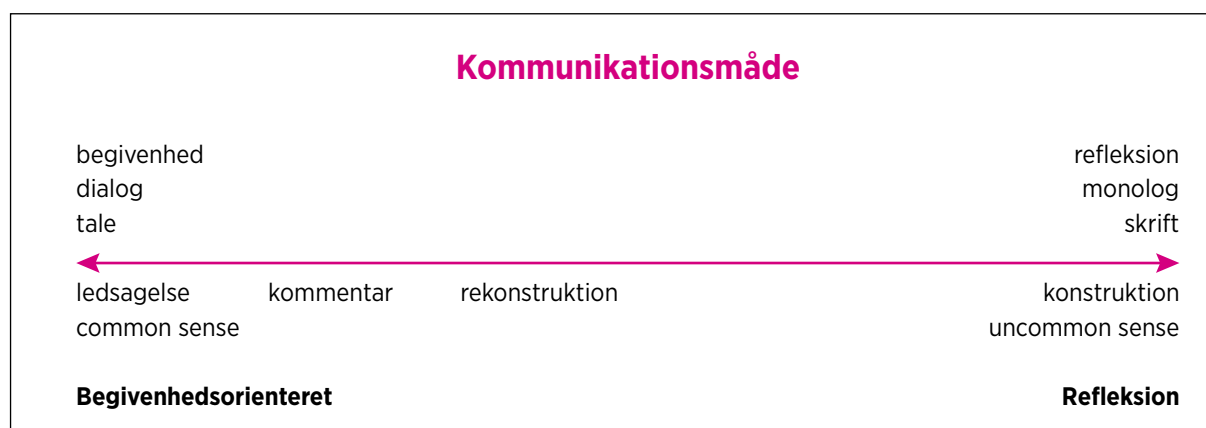 Kommunikationsmåde
begivenhed refleksion
dialog monolog
tale skrift
ledsagelse kommentar rekonstruktion konstruktion
common sense uncommon sense
Begivenhedsorienteret Refleksion